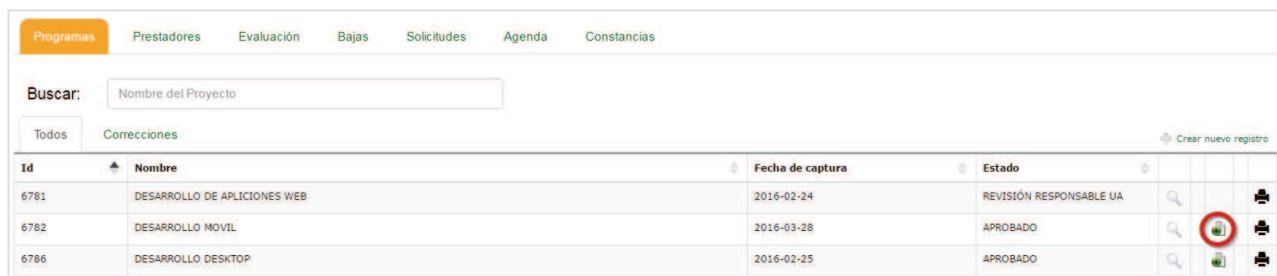 Programas Prestadores Evaluación Bajas Solicitudes Agenda Constancias
Buscar: Nombre del Proyecto
Todos Correcciones Crear nuevo registro
Id Nombre Fecha de captura Estado
6781 DESARROLLO DE APLICIONES WEB 2016-02-24 REVISIÓN RESPONSABLE UA
6782 DESARROLLO MOVIL 2016-03-28 APROBADO
6786 DESARROLLO DESKTOP 2016-02-25 APROBADO